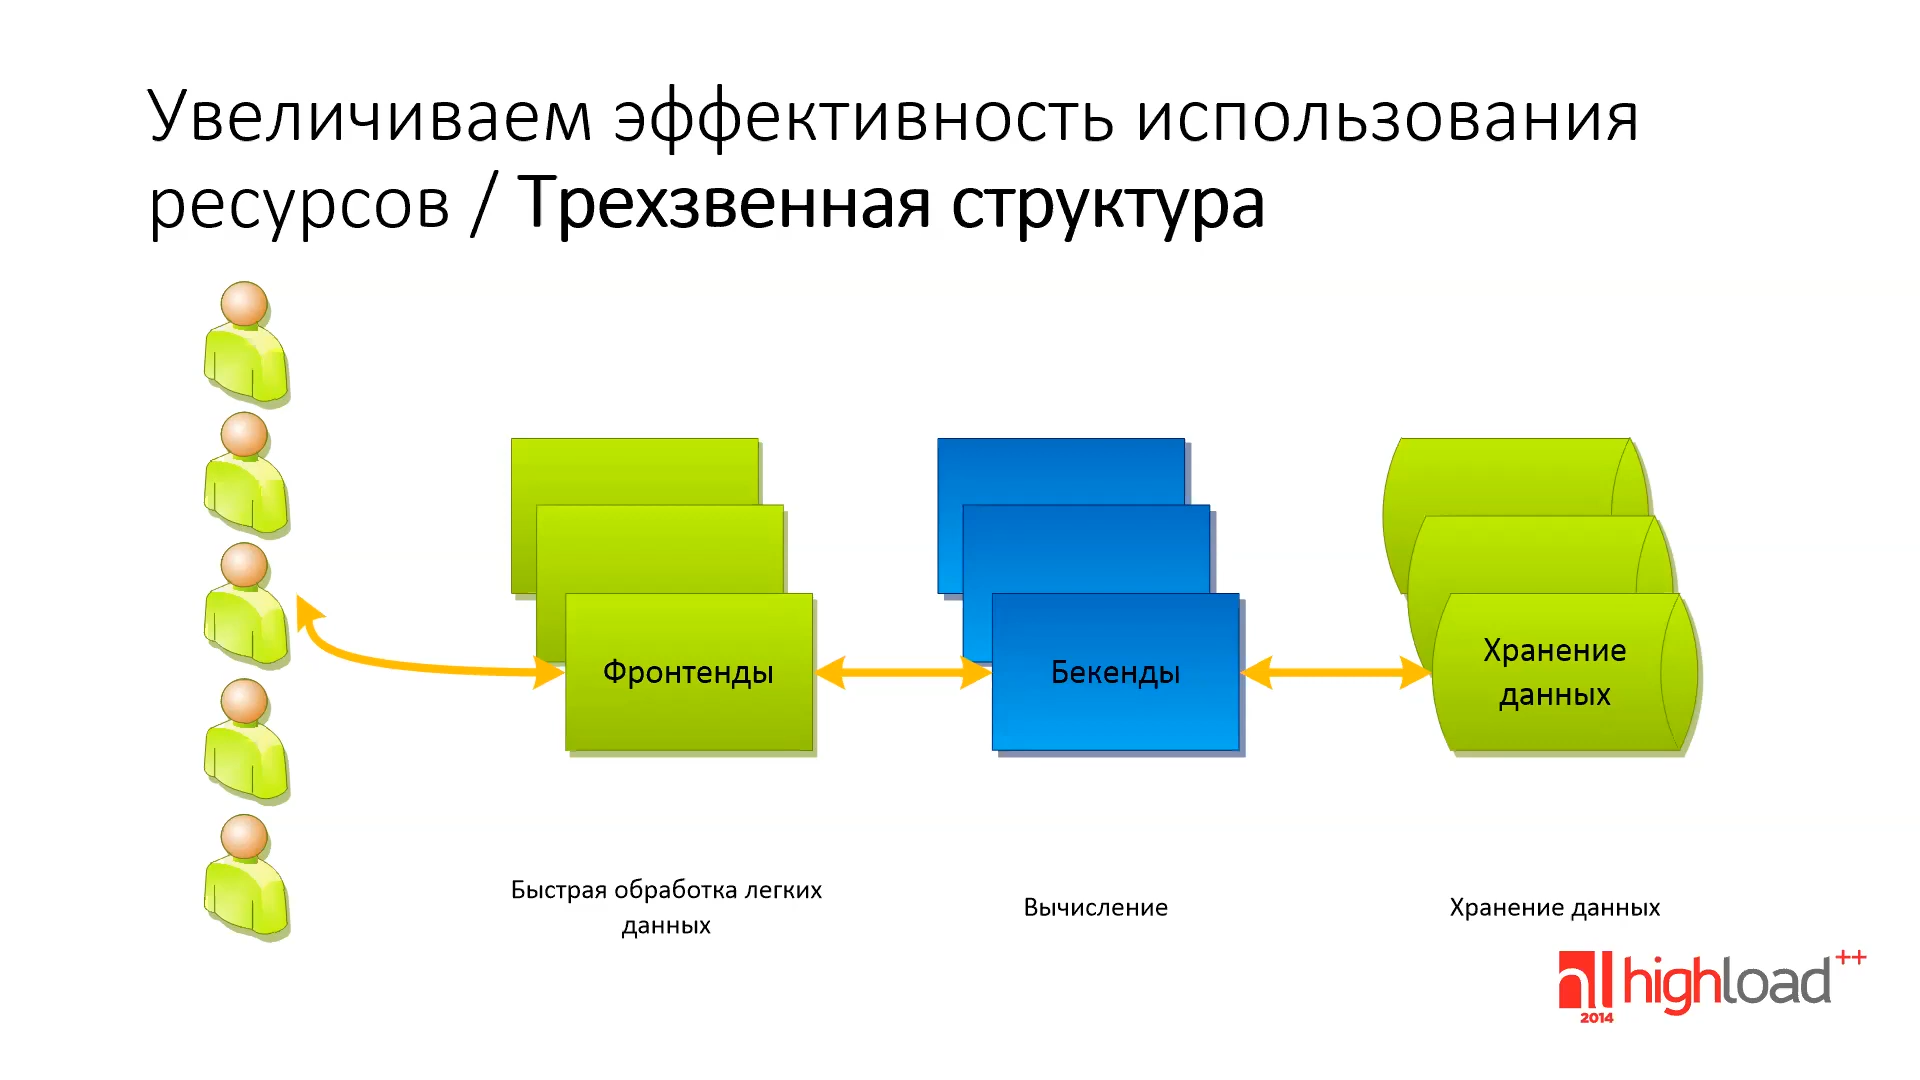 Увеличиваем эффективность использования
ресурсов / Трехзвенная структура
Фронтенды
Бекенды
Хранение
данных
Быстрая обработка легких
данных
Вычисление
Хранение данных
highload++
2014